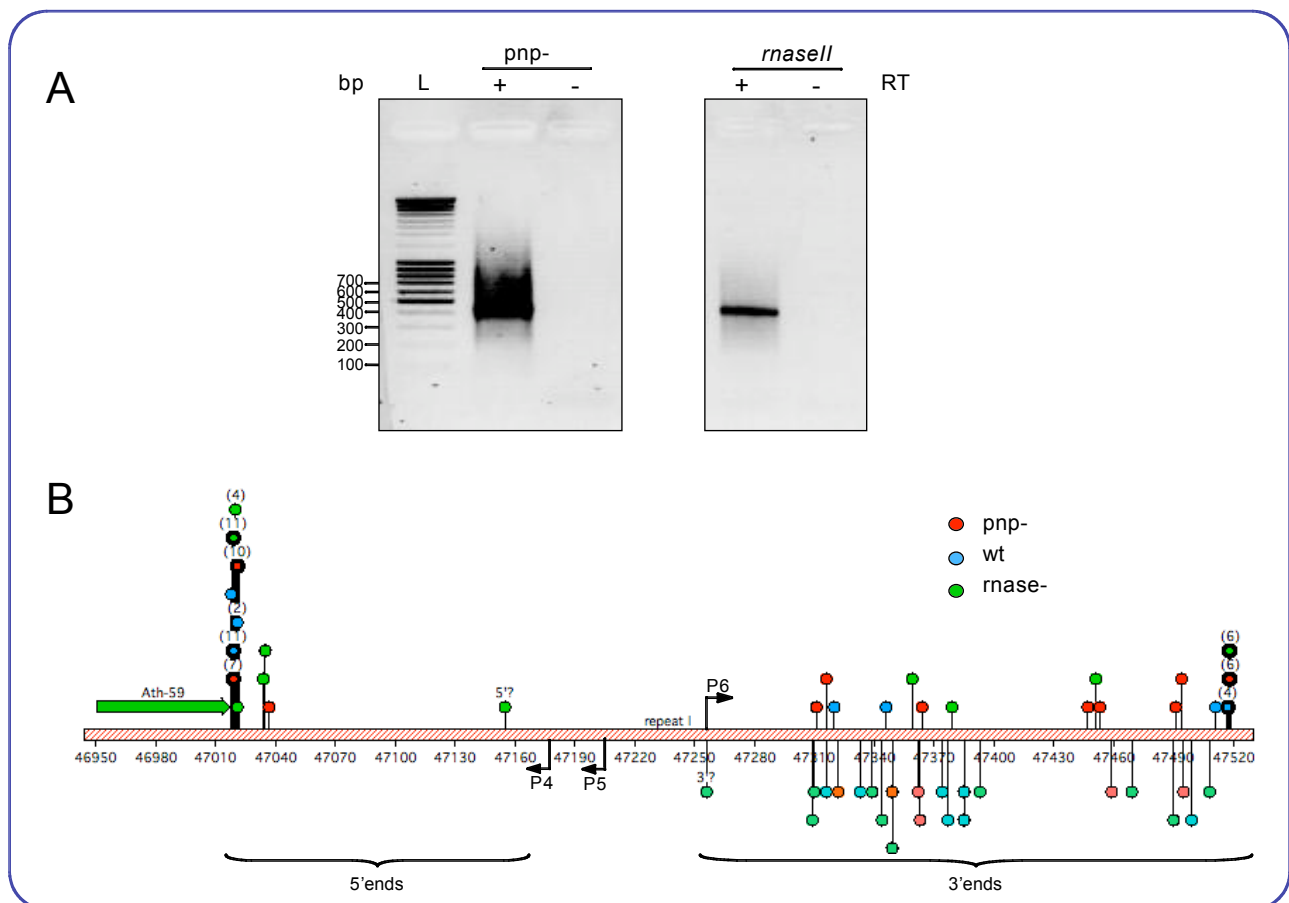 A
pnp-
rnaseII
bp L + - + - RT
700
600
500
400
300
200
100
B
(4)
(11)
(10)
(2)
(11)
(7)
pnp-
wt
rnase-
(6)
(6)
(4)
Ath-59
5'?
P6
repeat I
46950 46980 47010 47040 47070 47100 47130 47160 47190 47220 47250 47280 47310 47340 47370 47400 47430 47460 47490 47520
P4
P5
3'?
5'ends
3'ends